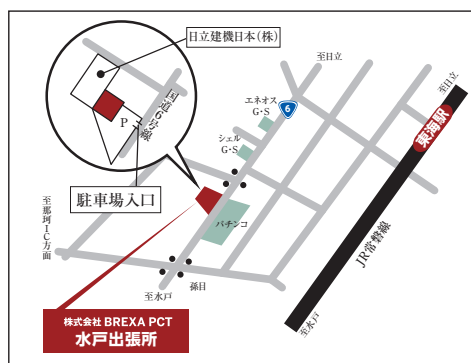 日立建機日本(株)
国道6号線
P
駐車場入口
至日立
エネオス
G・S
6
シェル
G・S
至日立
東海駅
パチンコ
JR常磐線
至那珂IC方面
至水戸
孫目
至水戸
株式会社 BREXA PCT
水戸出張所